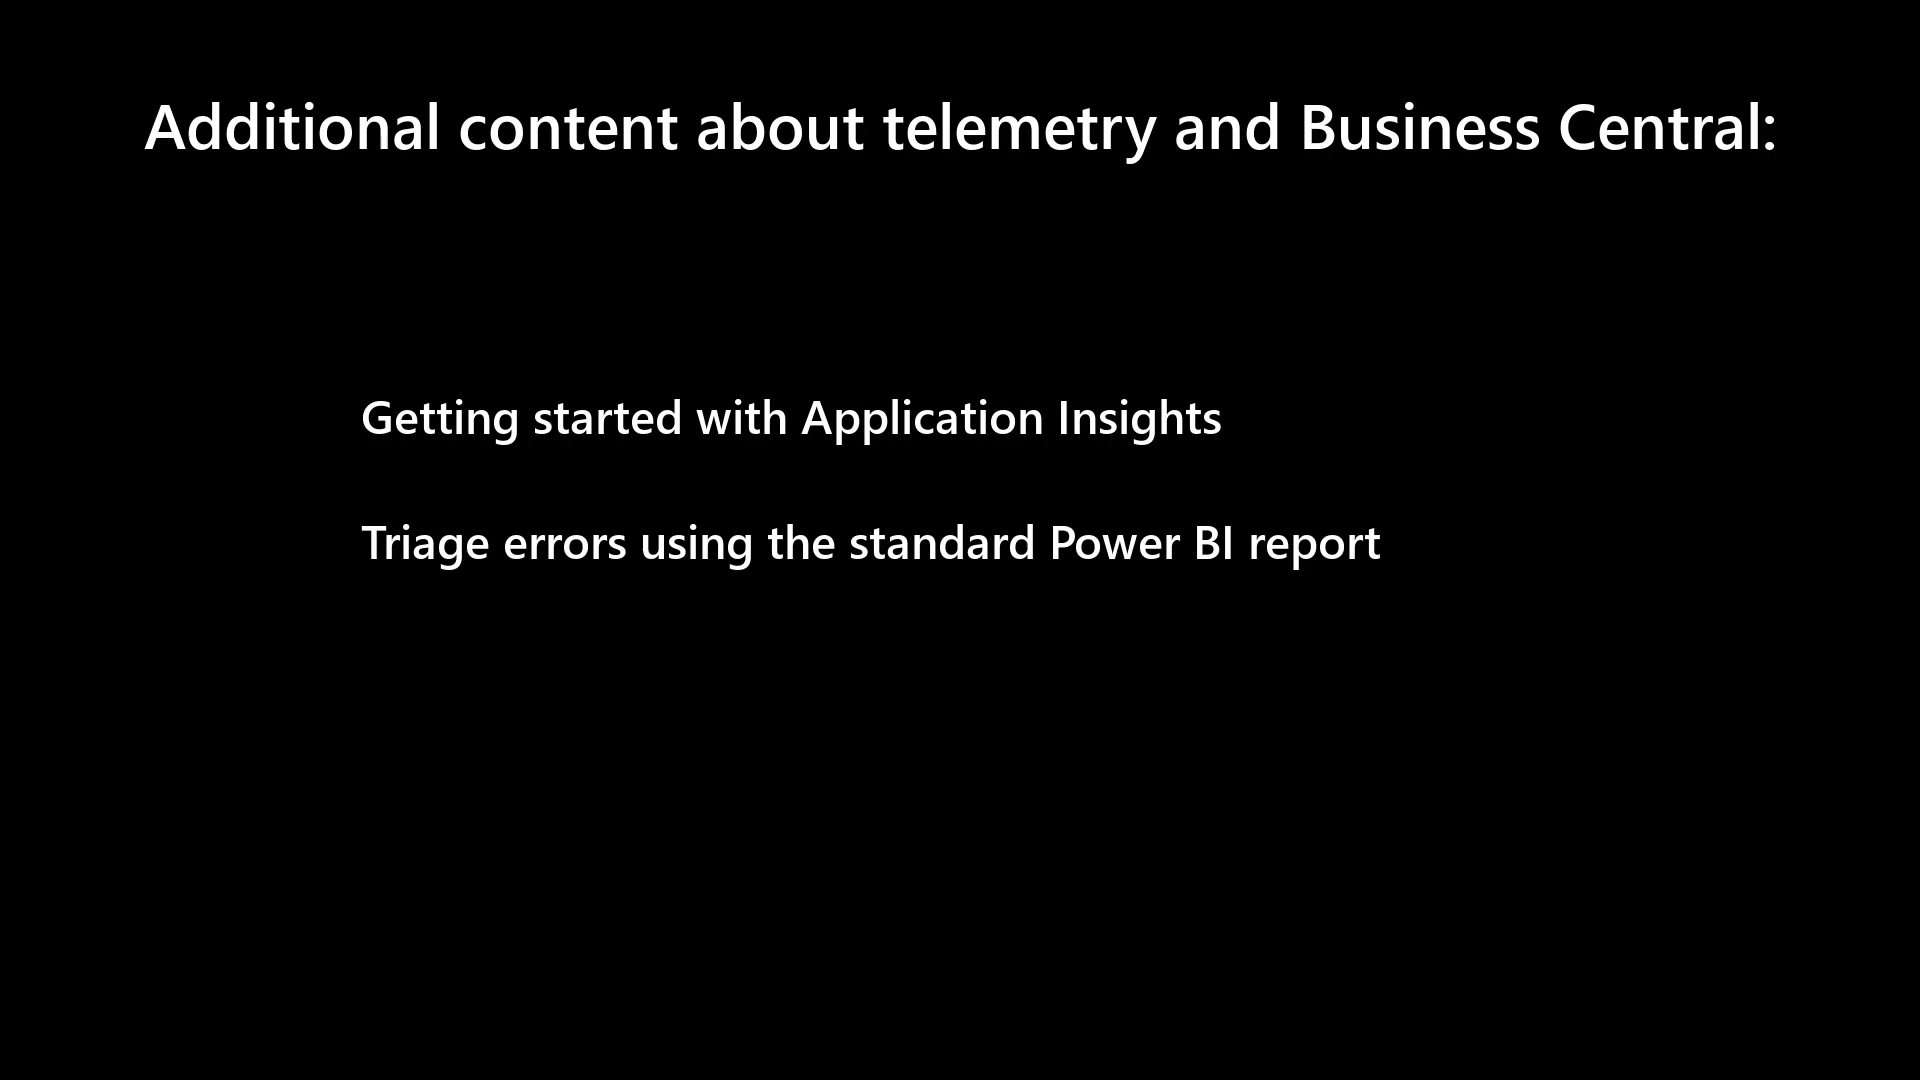 Additional content about telemetry and Business Central:
Getting started with Application Insights
Triage errors using the standard Power BI report